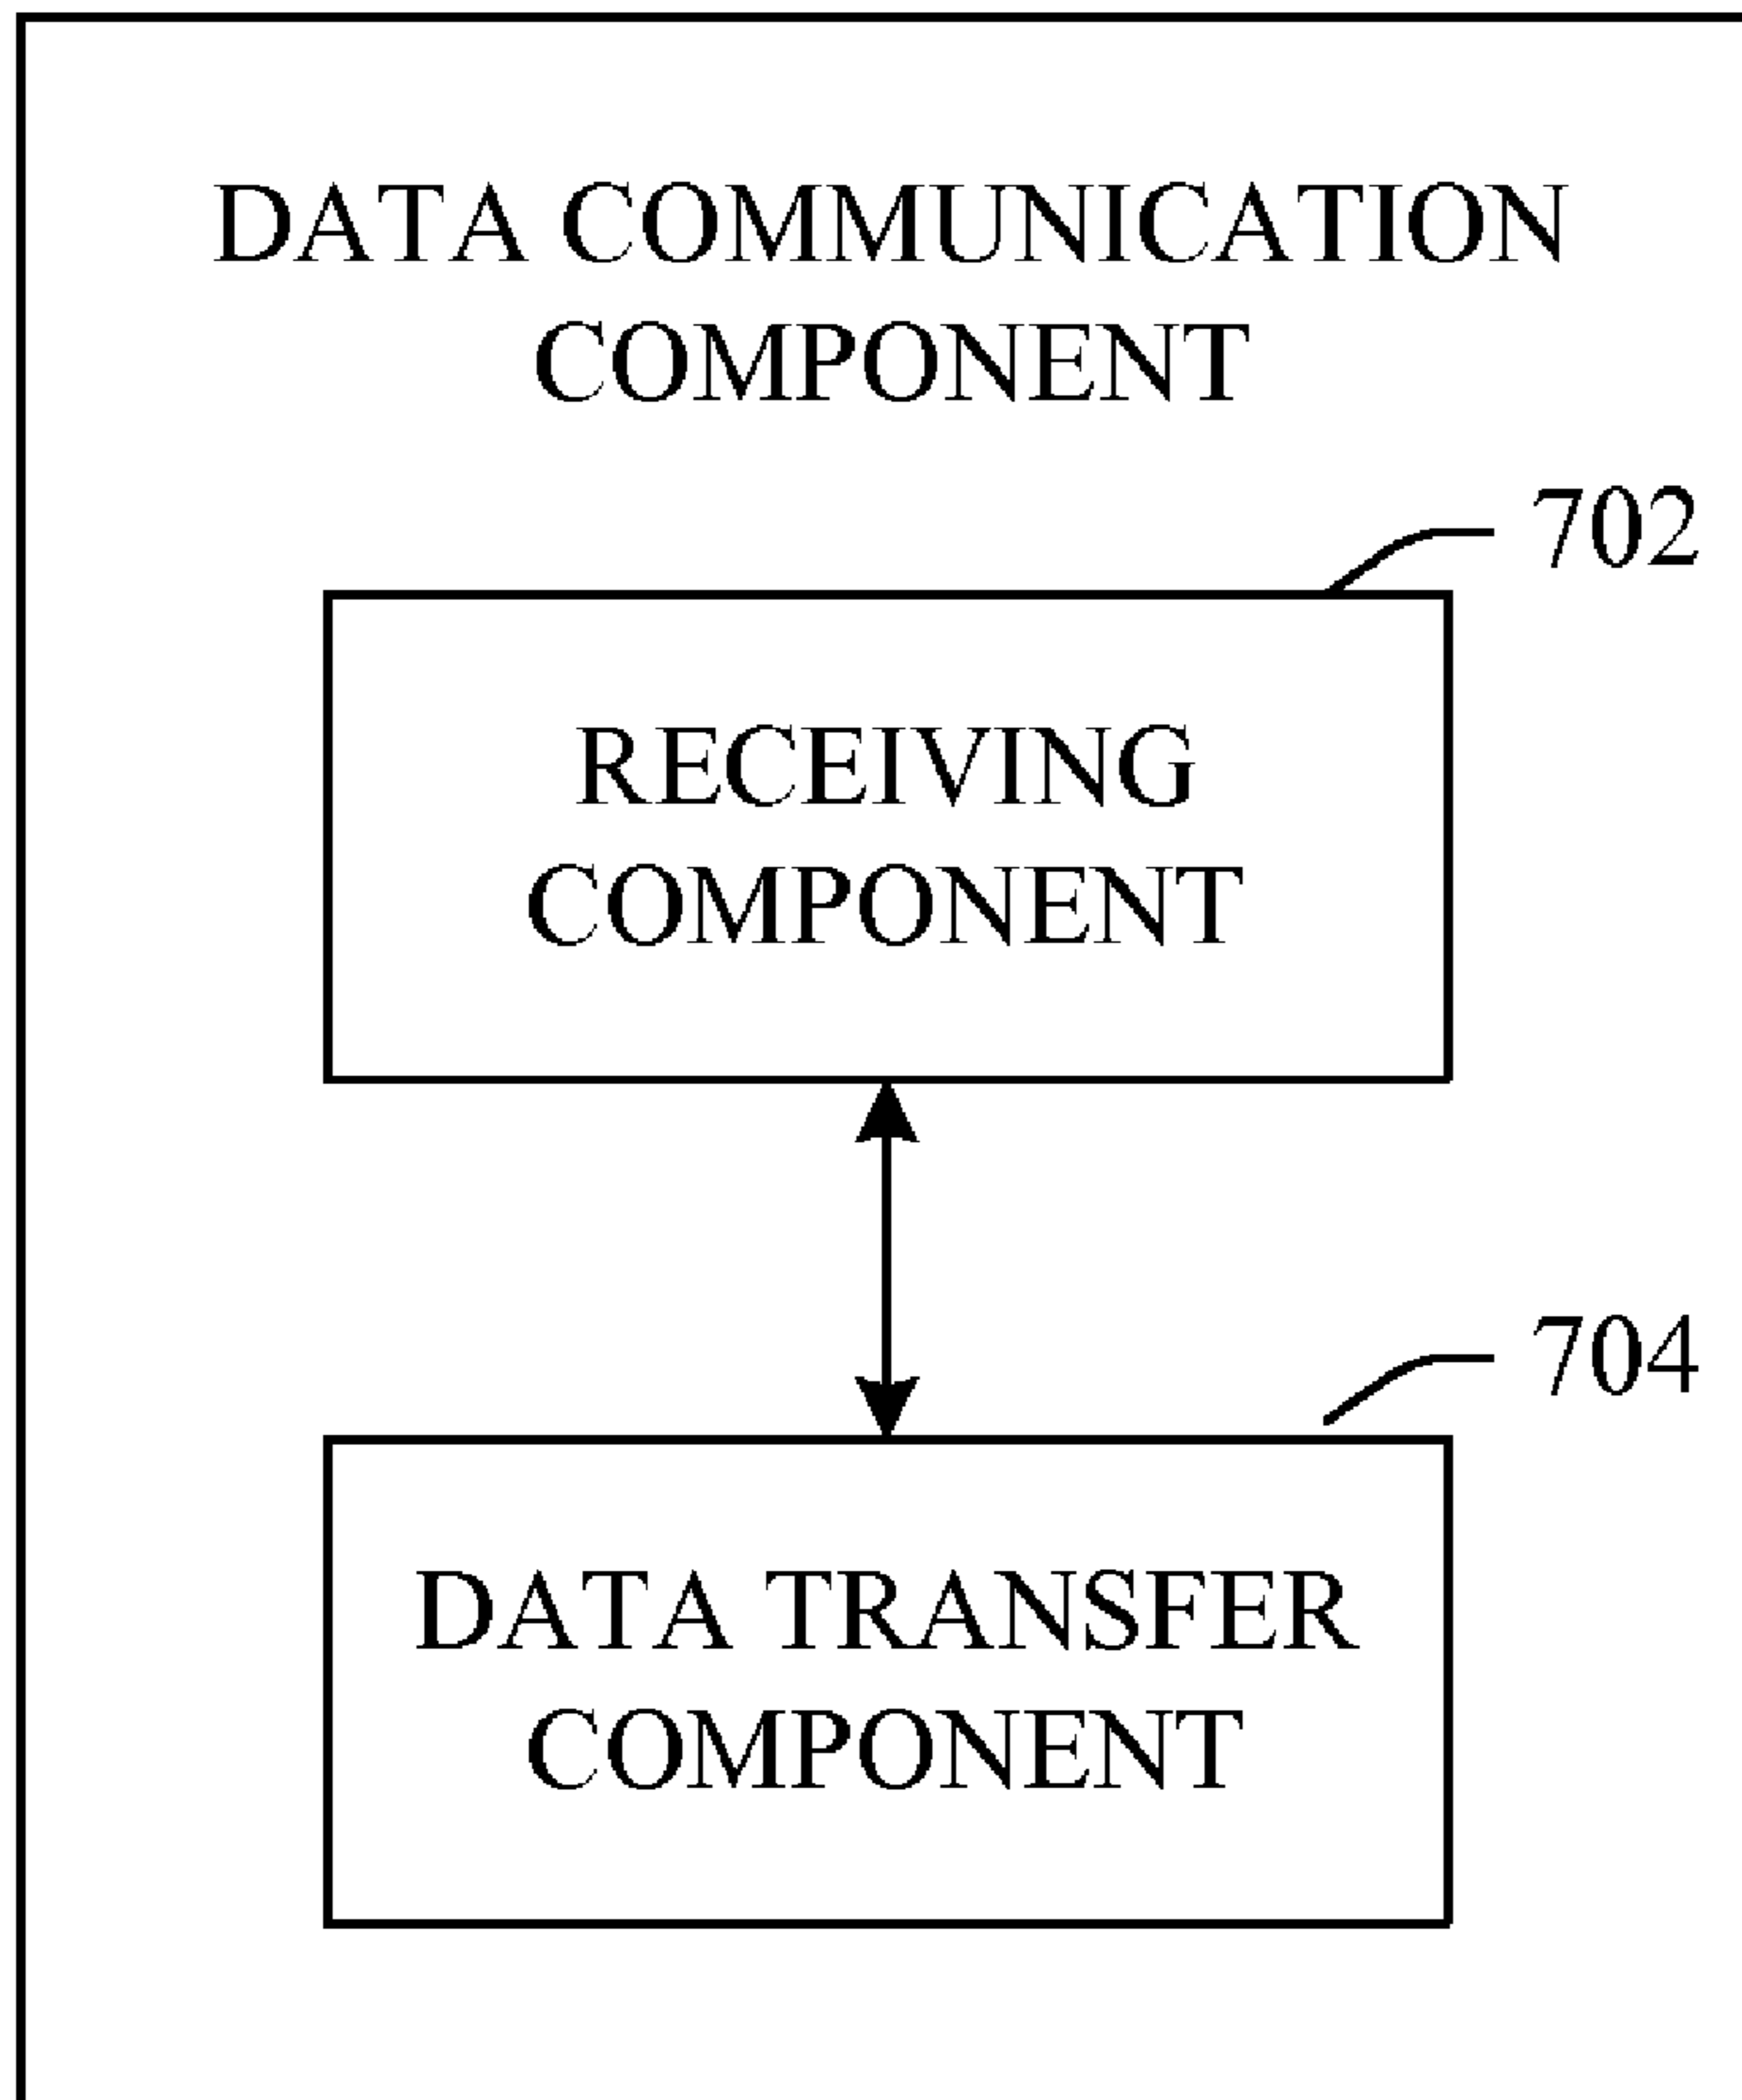 DATA COMMUNICATION
COMPONENT
702
RECEIVING
COMPONENT
704
DATA TRANSFER
COMPONENT